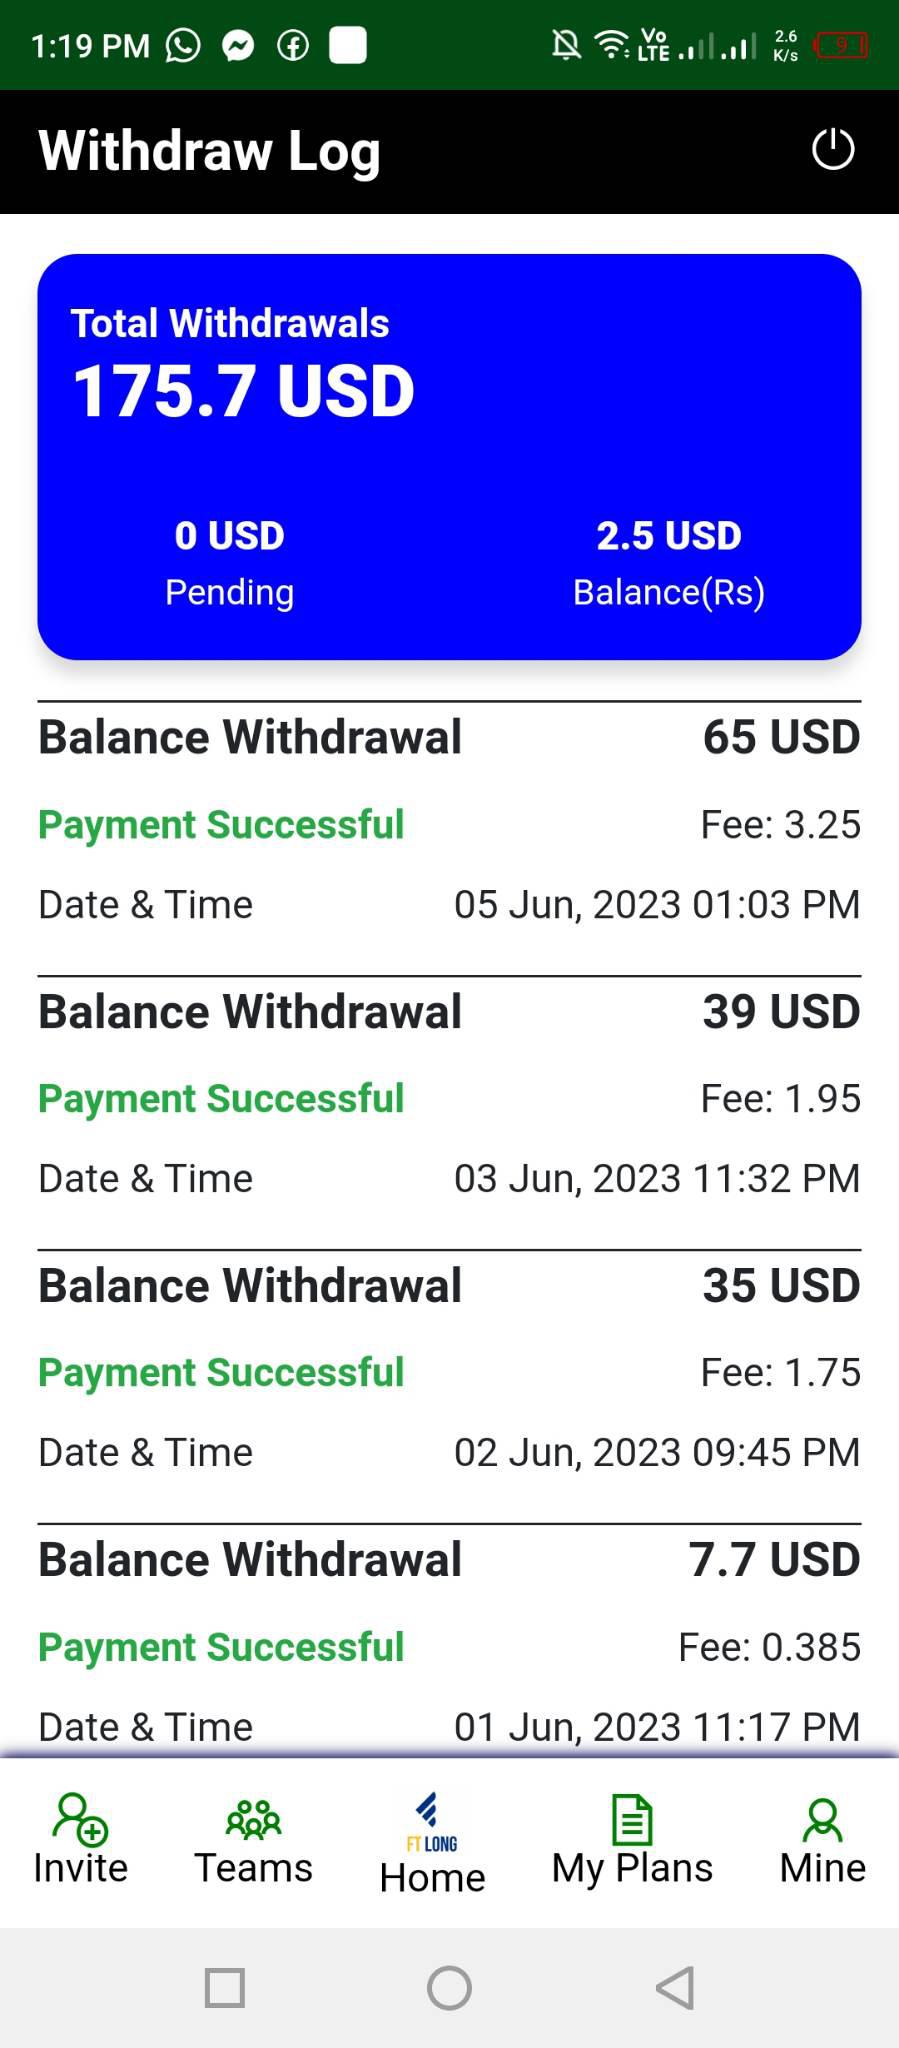 1:19 PM
Vo LTE 2.6 K/s 9
Withdraw Log
Total Withdrawals
175.7 USD
0 USD 2.5 USD
Pending Balance(Rs)
Balance Withdrawal 65 USD
Payment Successful Fee: 3.25
Date & Time 05 Jun, 2023 01:03 PM
Balance Withdrawal 39 USD
Payment Successful Fee: 1.95
Date & Time 03 Jun, 2023 11:32 PM
Balance Withdrawal 35 USD
Payment Successful Fee: 1.75
Date & Time 02 Jun, 2023 09:45 PM
Balance Withdrawal 7.7 USD
Payment Successful Fee: 0.385
Date & Time 01 Jun, 2023 11:17 PM
FT LONG
Invite Teams Home My Plans Mine